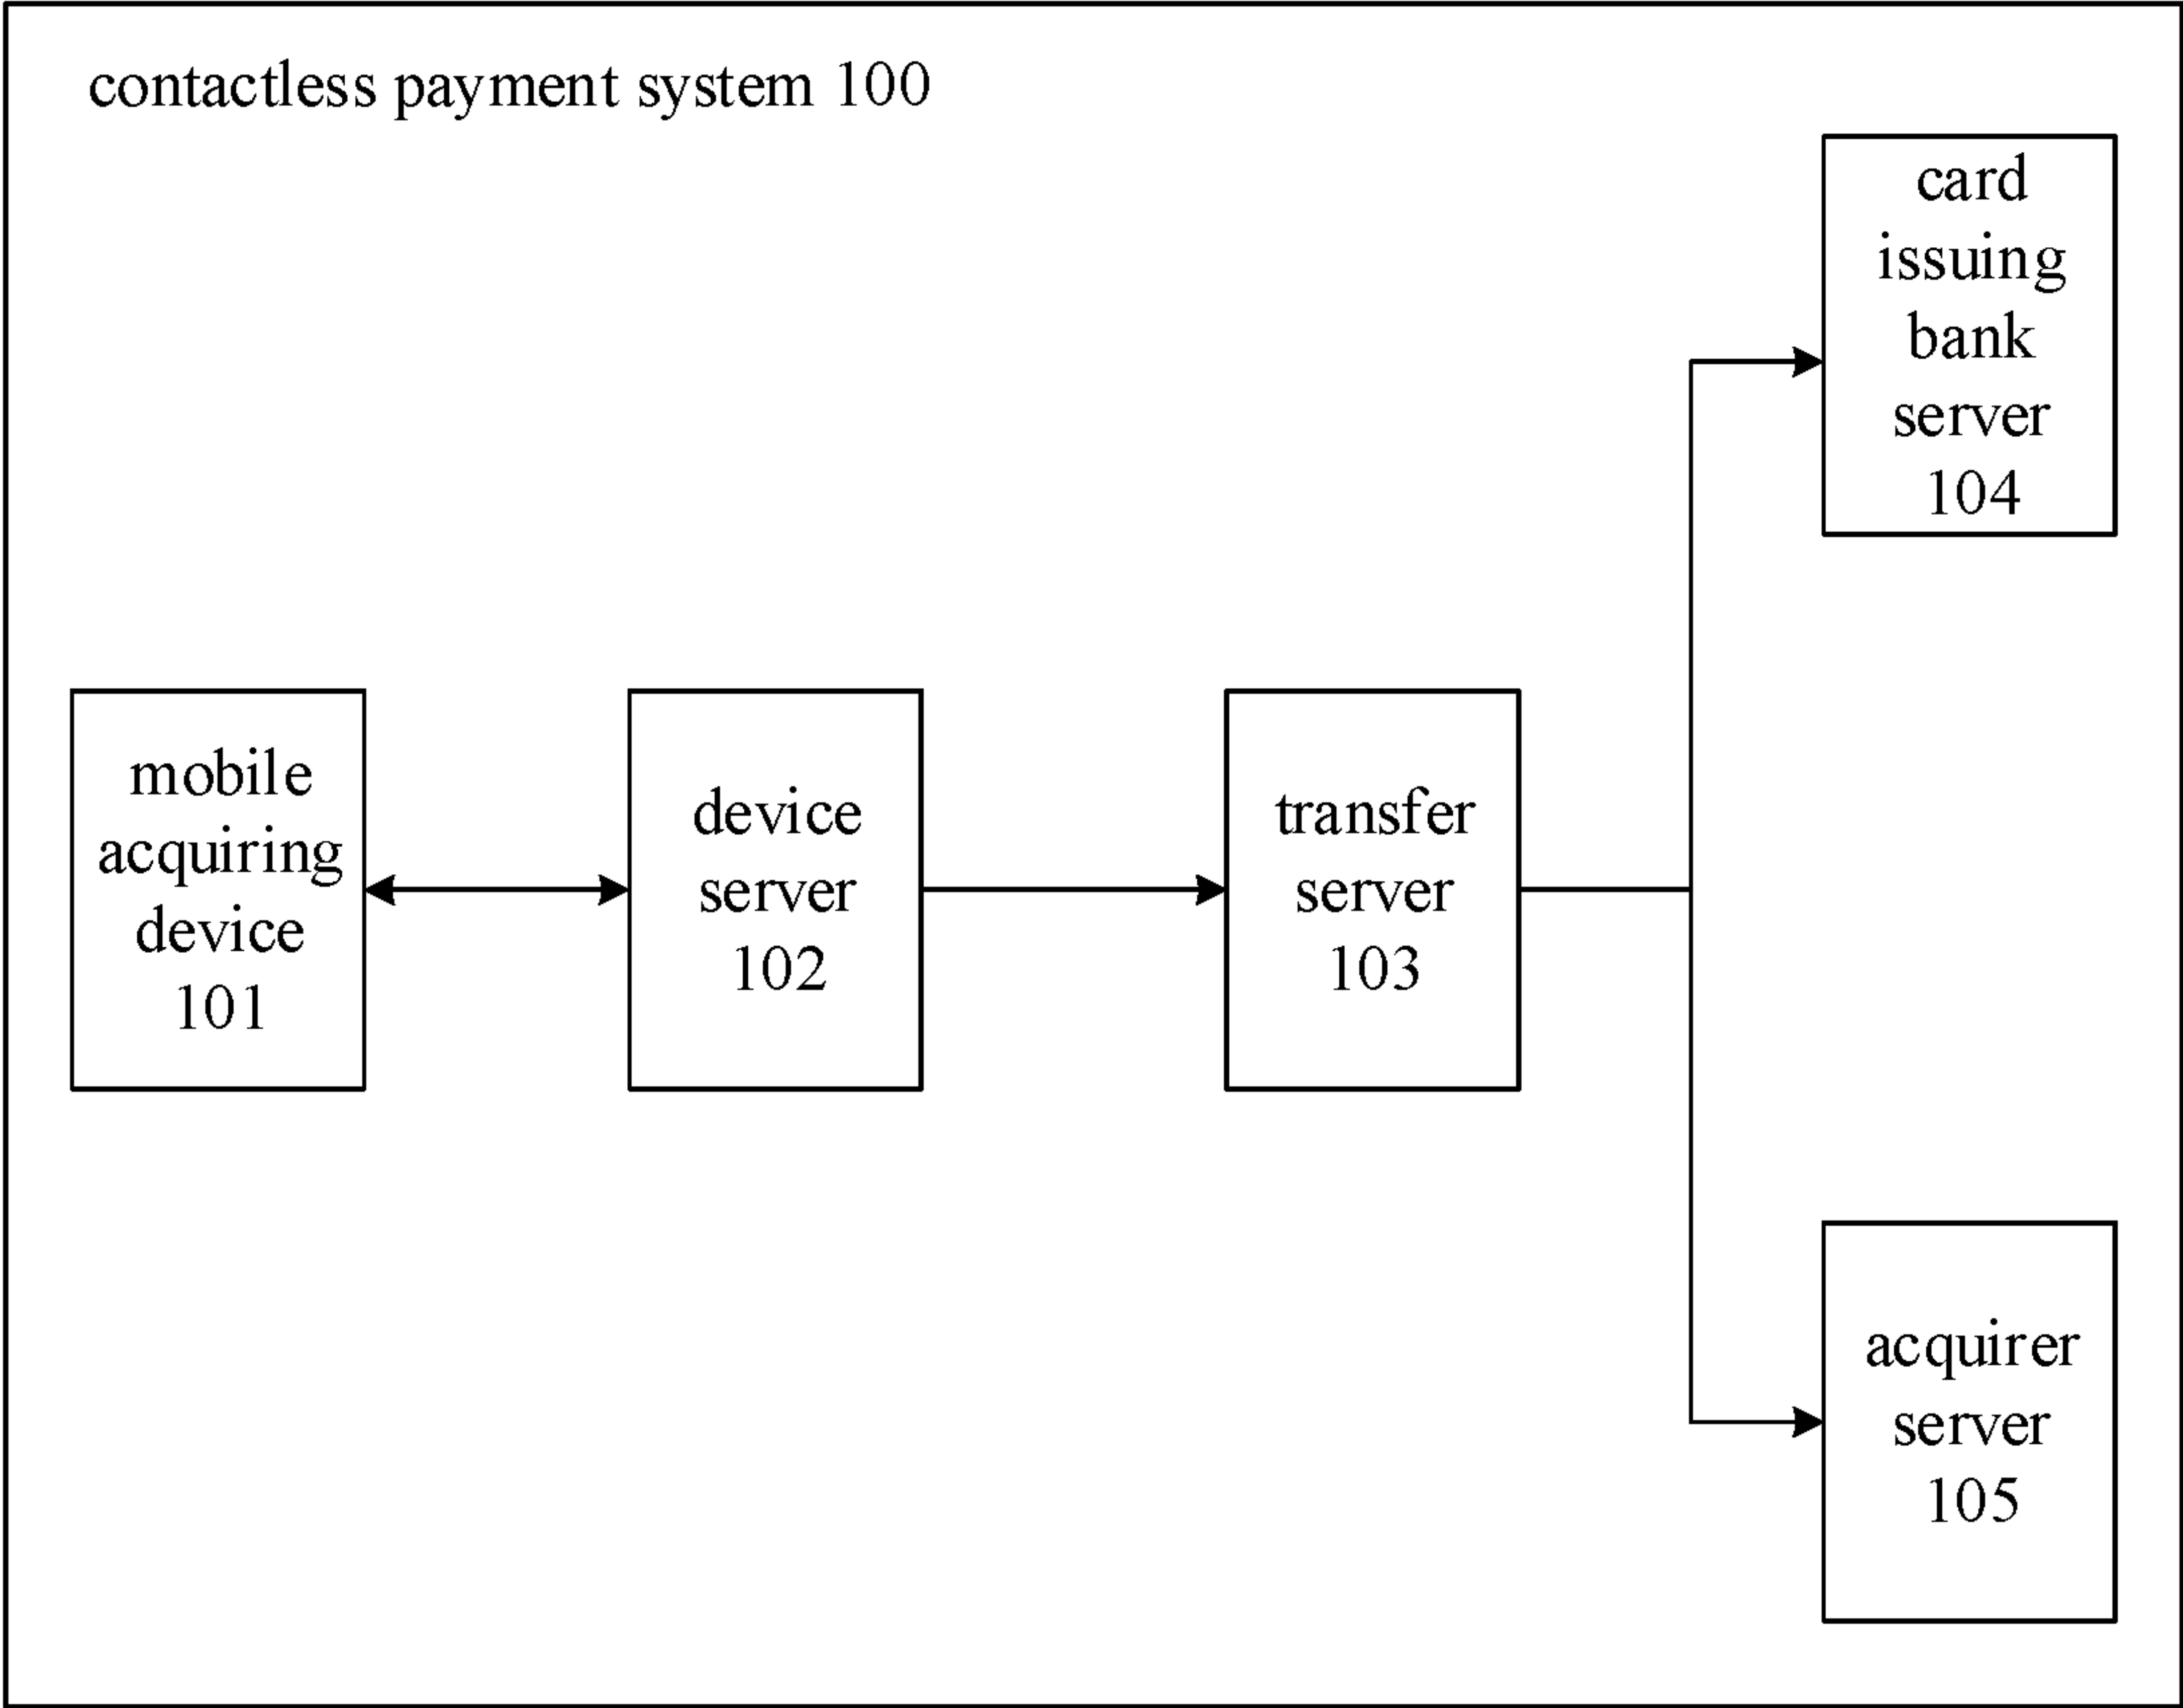 contactless payment system 100
card
issuing
bank
server
104
mobile
acquiring
device
101
device
server
102
transfer
server
103
acquirer
server
105